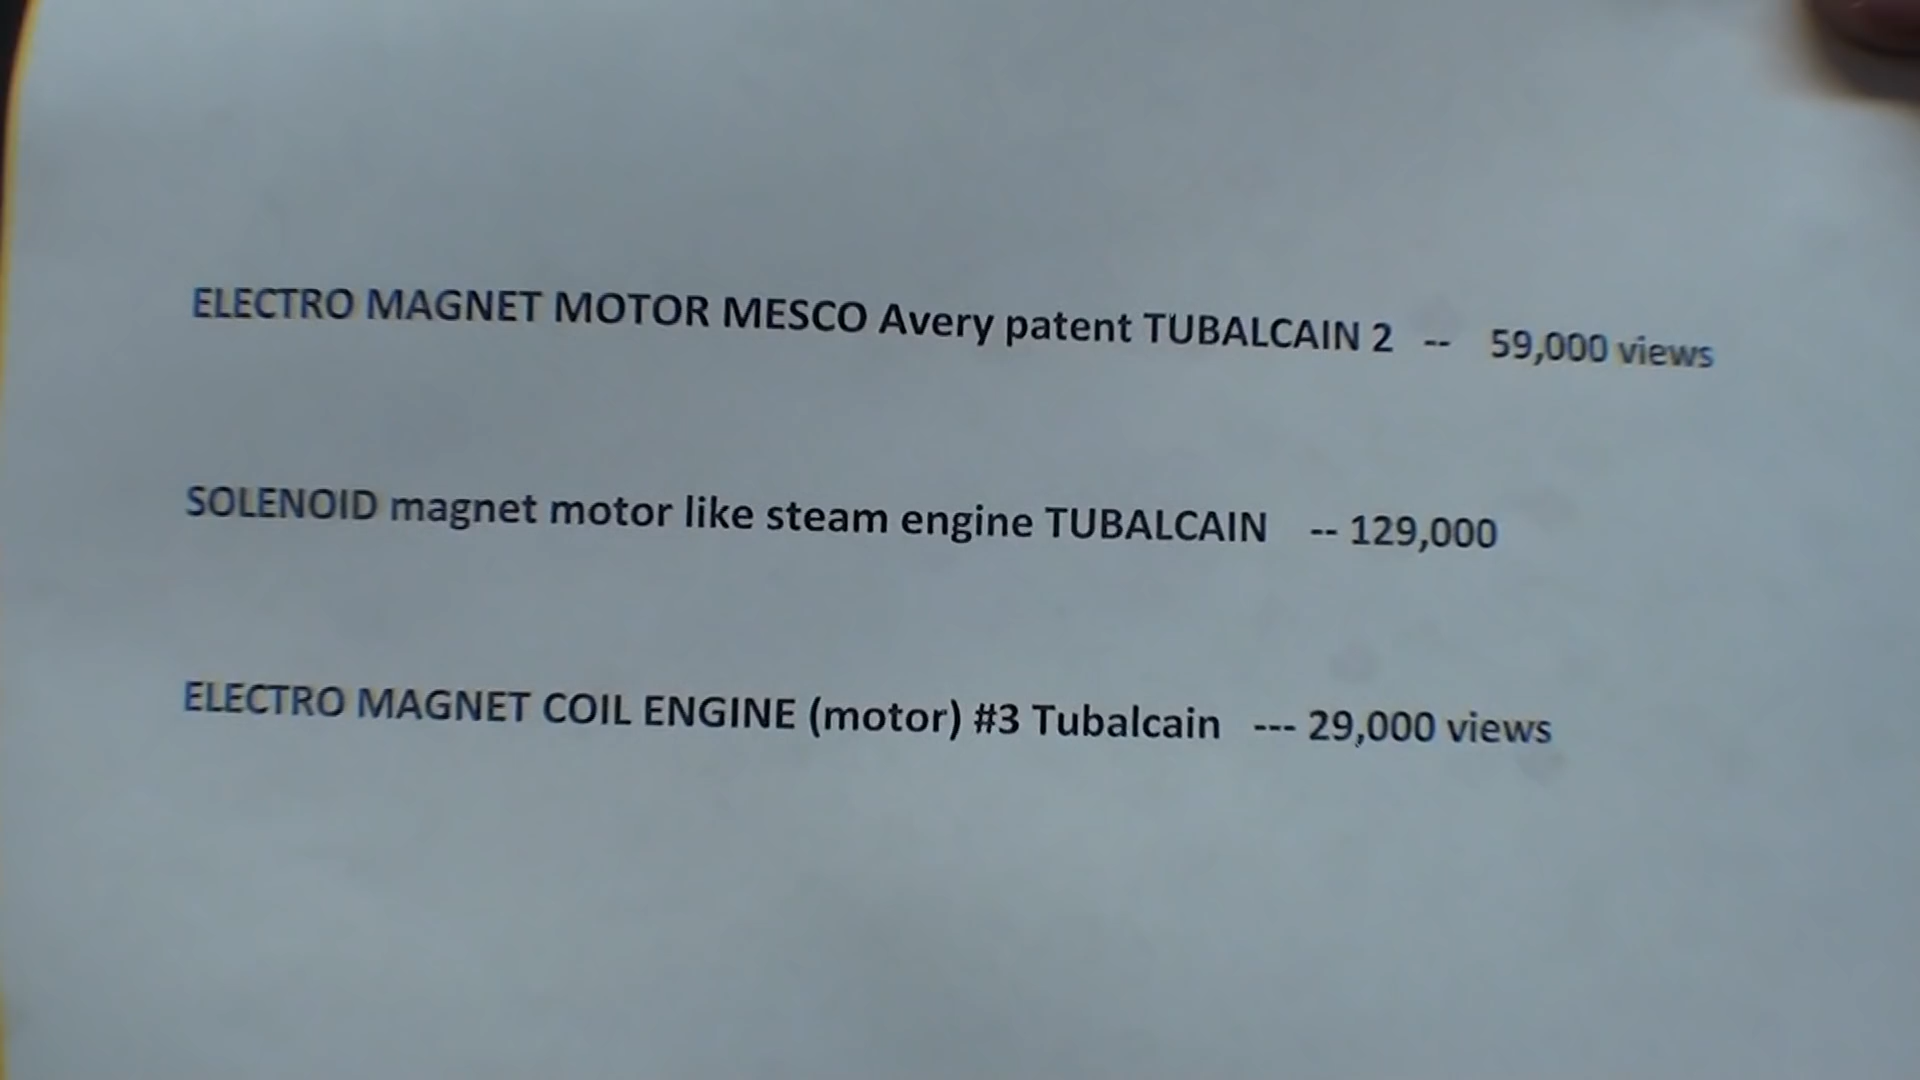 ELECTRO MAGNET MOTOR MESCO Avery patent TUBALCAIN 2 -- 59,000 views
SOLENOID magnet motor like steam engine TUBALCAIN -- 129,000
ELECTRO MAGNET COIL ENGINE (motor) #3 Tubalcain --- 29,000 views